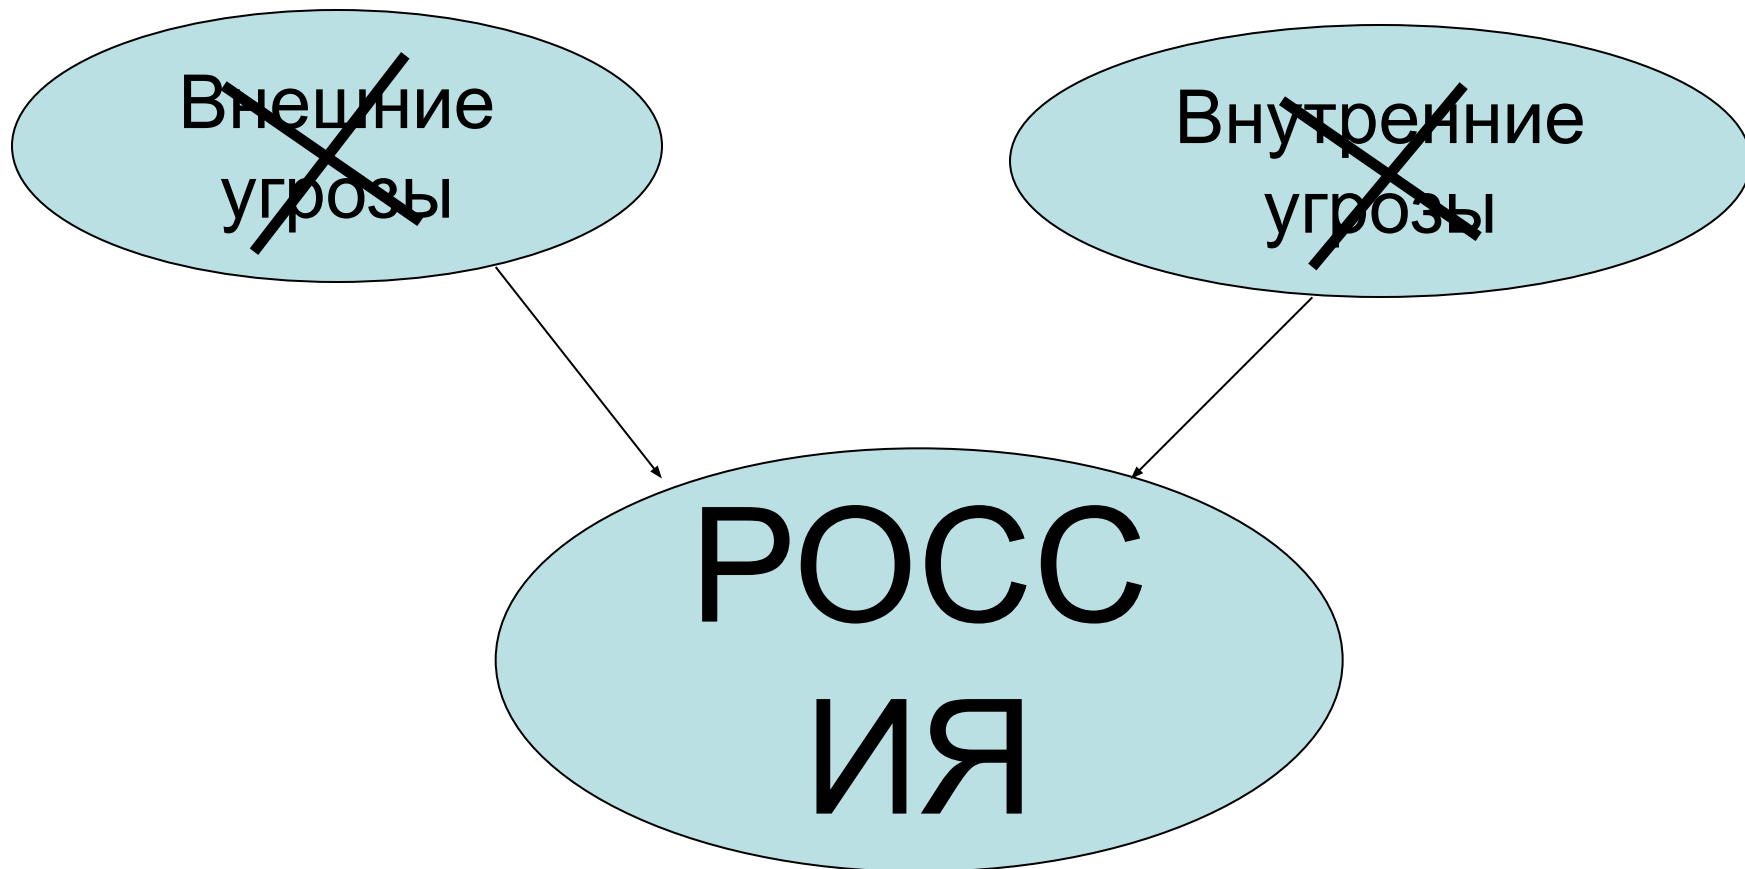 Внешние
угрозы
Внутренние
угрозы
РОСС
ИЯ